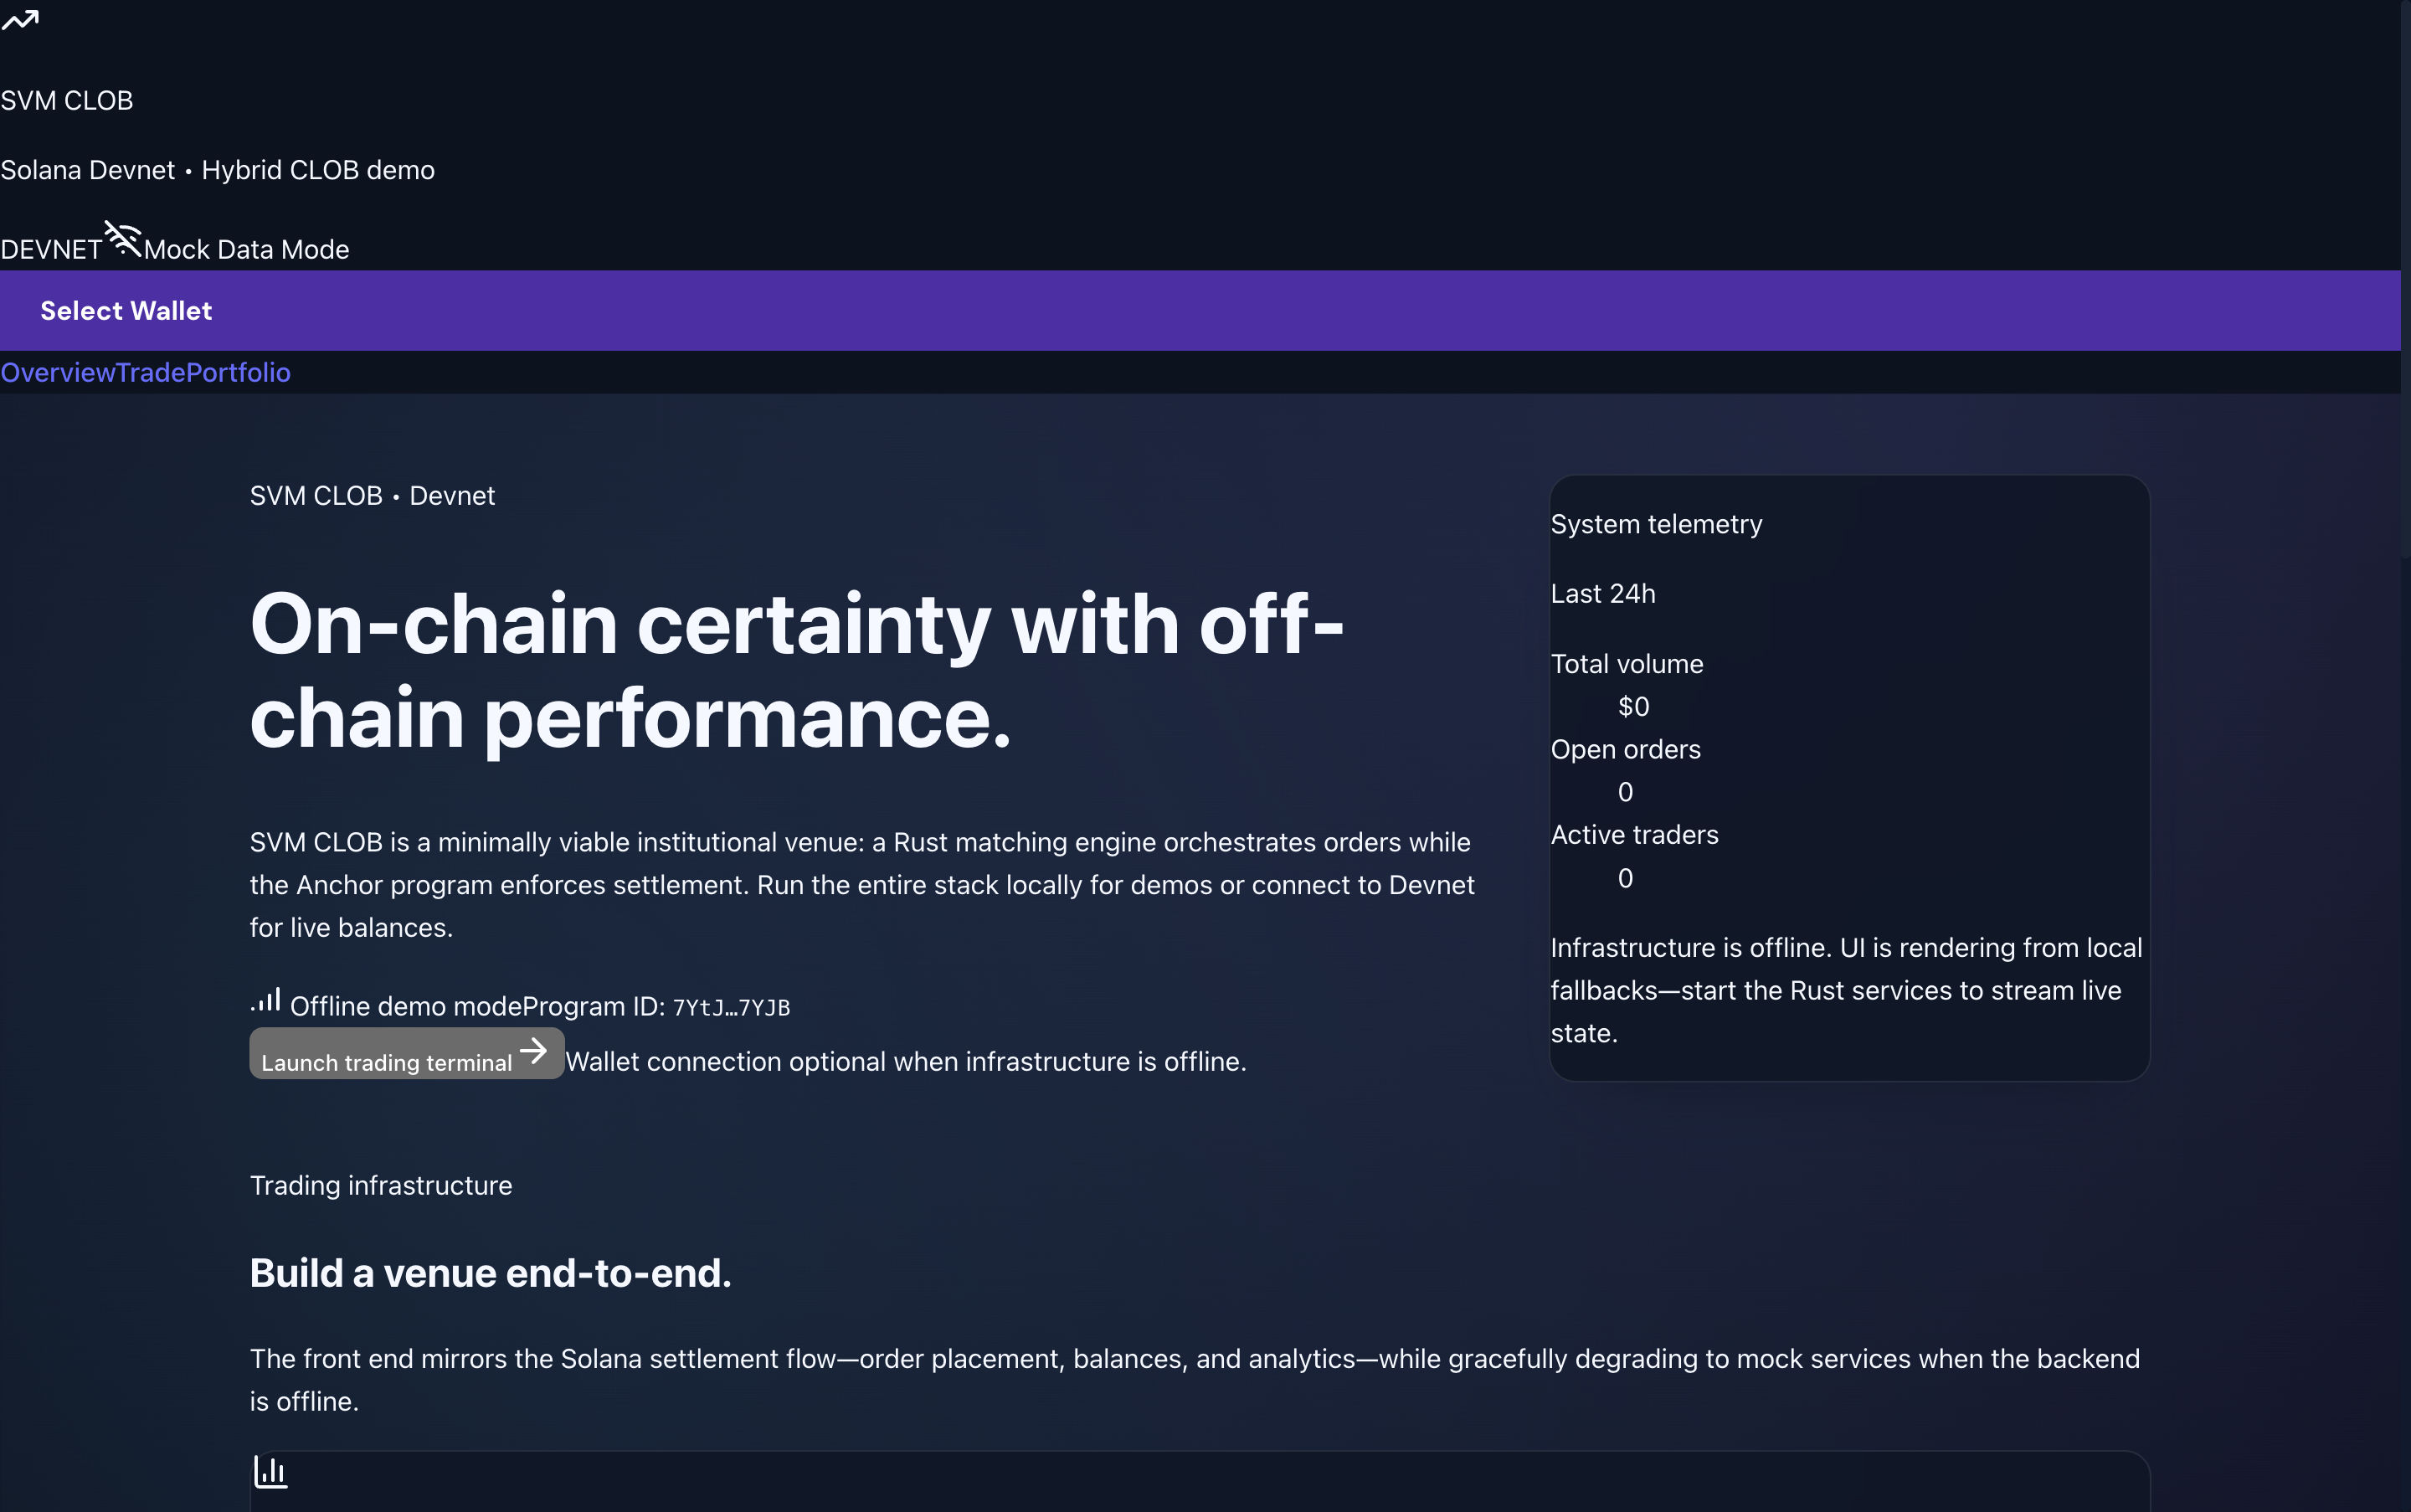 SVM CLOB
Solana Devnet • Hybrid CLOB demo
DEVNET Mock Data Mode
Select Wallet
OverviewTradePortfolio
SVM CLOB • Devnet
On-chain certainty with off-
chain performance.
SVM CLOB is a minimally viable institutional venue: a Rust matching engine orchestrates orders while
the Anchor program enforces settlement. Run the entire stack locally for demos or connect to Devnet
for live balances.
Offline demo modeProgram ID: 7YtJ…7YJB
Launch trading terminal Wallet connection optional when infrastructure is offline.
System telemetry
Last 24h
Total volume
$0
Open orders
0
Active traders
0
Infrastructure is offline. UI is rendering from local
fallbacks—start the Rust services to stream live
state.
Trading infrastructure
Build a venue end-to-end.
The front end mirrors the Solana settlement flow—order placement, balances, and analytics—while gracefully degrading to mock services when the backend
is offline.